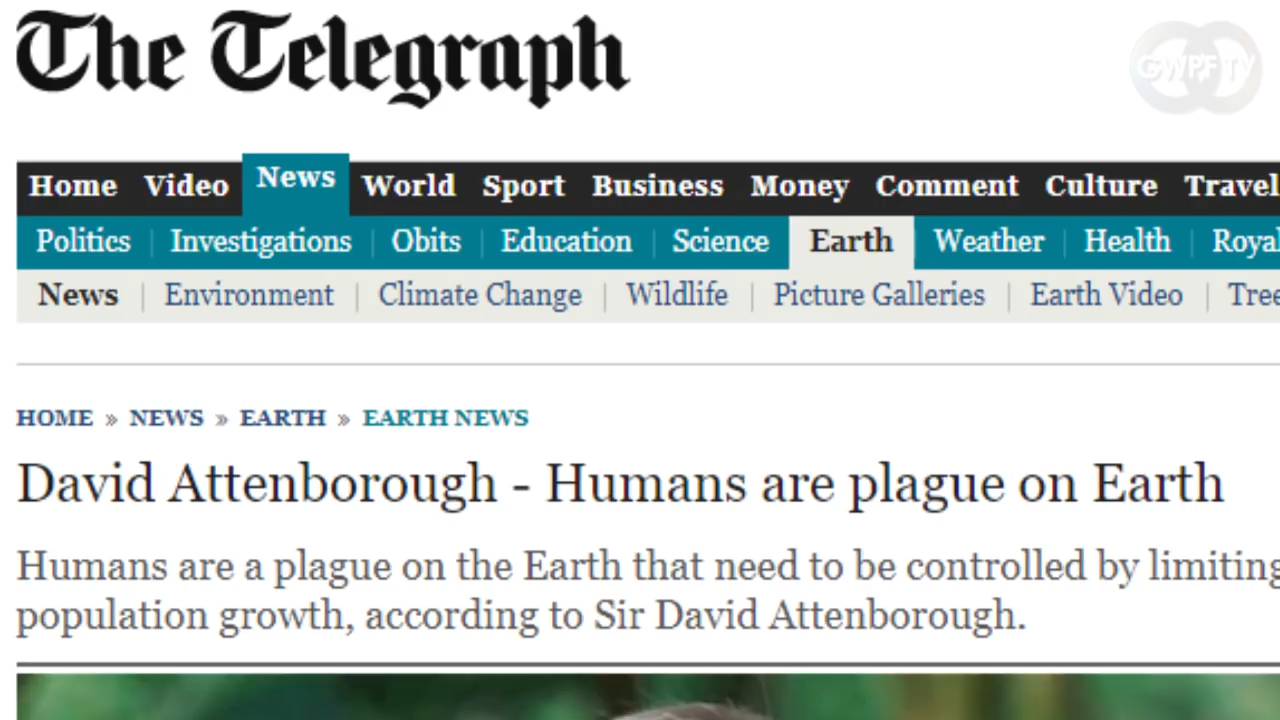 The Telegraph
GWPF TV
Home Video News World Sport Business Money Comment Culture Travel
Politics Investigations Obits Education Science Earth Weather Health Royal
News Environment Climate Change Wildlife Picture Galleries Earth Video Tree
HOME » NEWS » EARTH » EARTH NEWS
David Attenborough - Humans are plague on Earth
Humans are a plague on the Earth that need to be controlled by limiting
population growth, according to Sir David Attenborough.